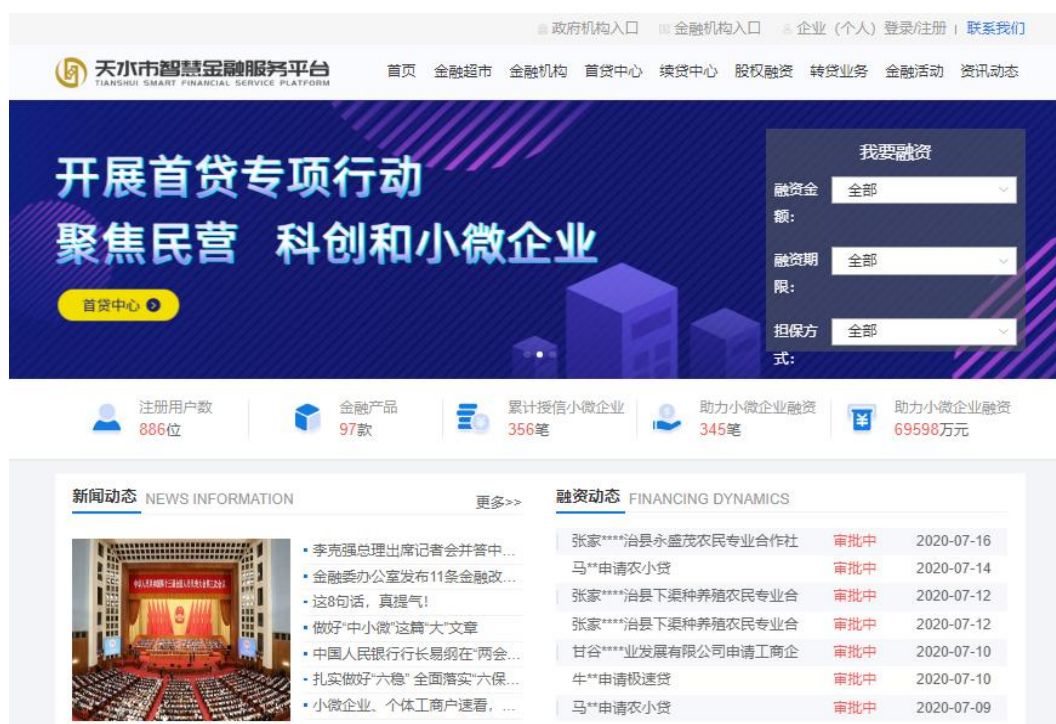 政府机构入口 金融机构入口 企业（个人）登录/注册 | 联系我们
天水市智慧金融服务平台
TIANSHUI SMART FINANCIAL SERVICE PLATFORM
首页 金融超市 金融机构 首贷中心 续贷中心 股权融资 转贷业务 金融活动 资讯动态
开展首贷专项行动
聚焦民营 科创和小微企业
首贷中心
我要融资
融资金额： 全部
融资期限： 全部
担保方式： 全部
注册用户数
886位
金融产品
97款
累计授信小微企业
356笔
助力小微企业融资
345笔
助力小微企业融资
69598万元
新闻动态 NEWS INFORMATION 更多>>
李克强总理出席记者会并答中...
金融委办公室发布11条金融改...
这8句话，真提气！
做好“中小微”这篇“大”文章
中国人民银行行长易纲在“两会...
扎实做好“六稳” 全面落实“六保...
小微企业、个体工商户速看，...
融资动态 FINANCING DYNAMICS
张家****治县永盛茂农民专业合作社 审批中 2020-07-16
马**申请农小贷 审批中 2020-07-14
张家****治县下渠种养殖农民专业合 审批中 2020-07-12
张家****治县下渠种养殖农民专业合 审批中 2020-07-12
甘谷****业发展有限公司申请工商企 审批中 2020-07-10
牛**申请极速贷 审批中 2020-07-10
马**申请农小贷 审批中 2020-07-09